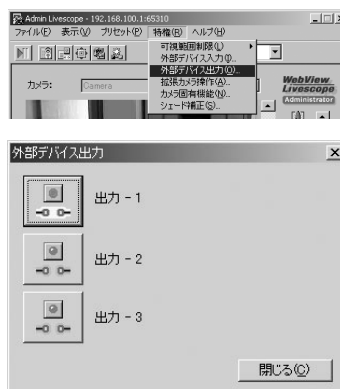 Admin Livescope - 192.168.100.1:65310
ファイル(F) 表示(V) プリセット(P) 特権(R) ヘルプ(H)
可視範囲制限(L)
外部デバイス入力(I)...
外部デバイス出力(O)...
拡張カメラ操作(A)...
カメラ固有機能(N)...
シェード補正(S)...
カメラ: Camera
WebView
Livescope
Administrator
外部デバイス出力
出力 - 1
出力 - 2
出力 - 3
閉じる(C)